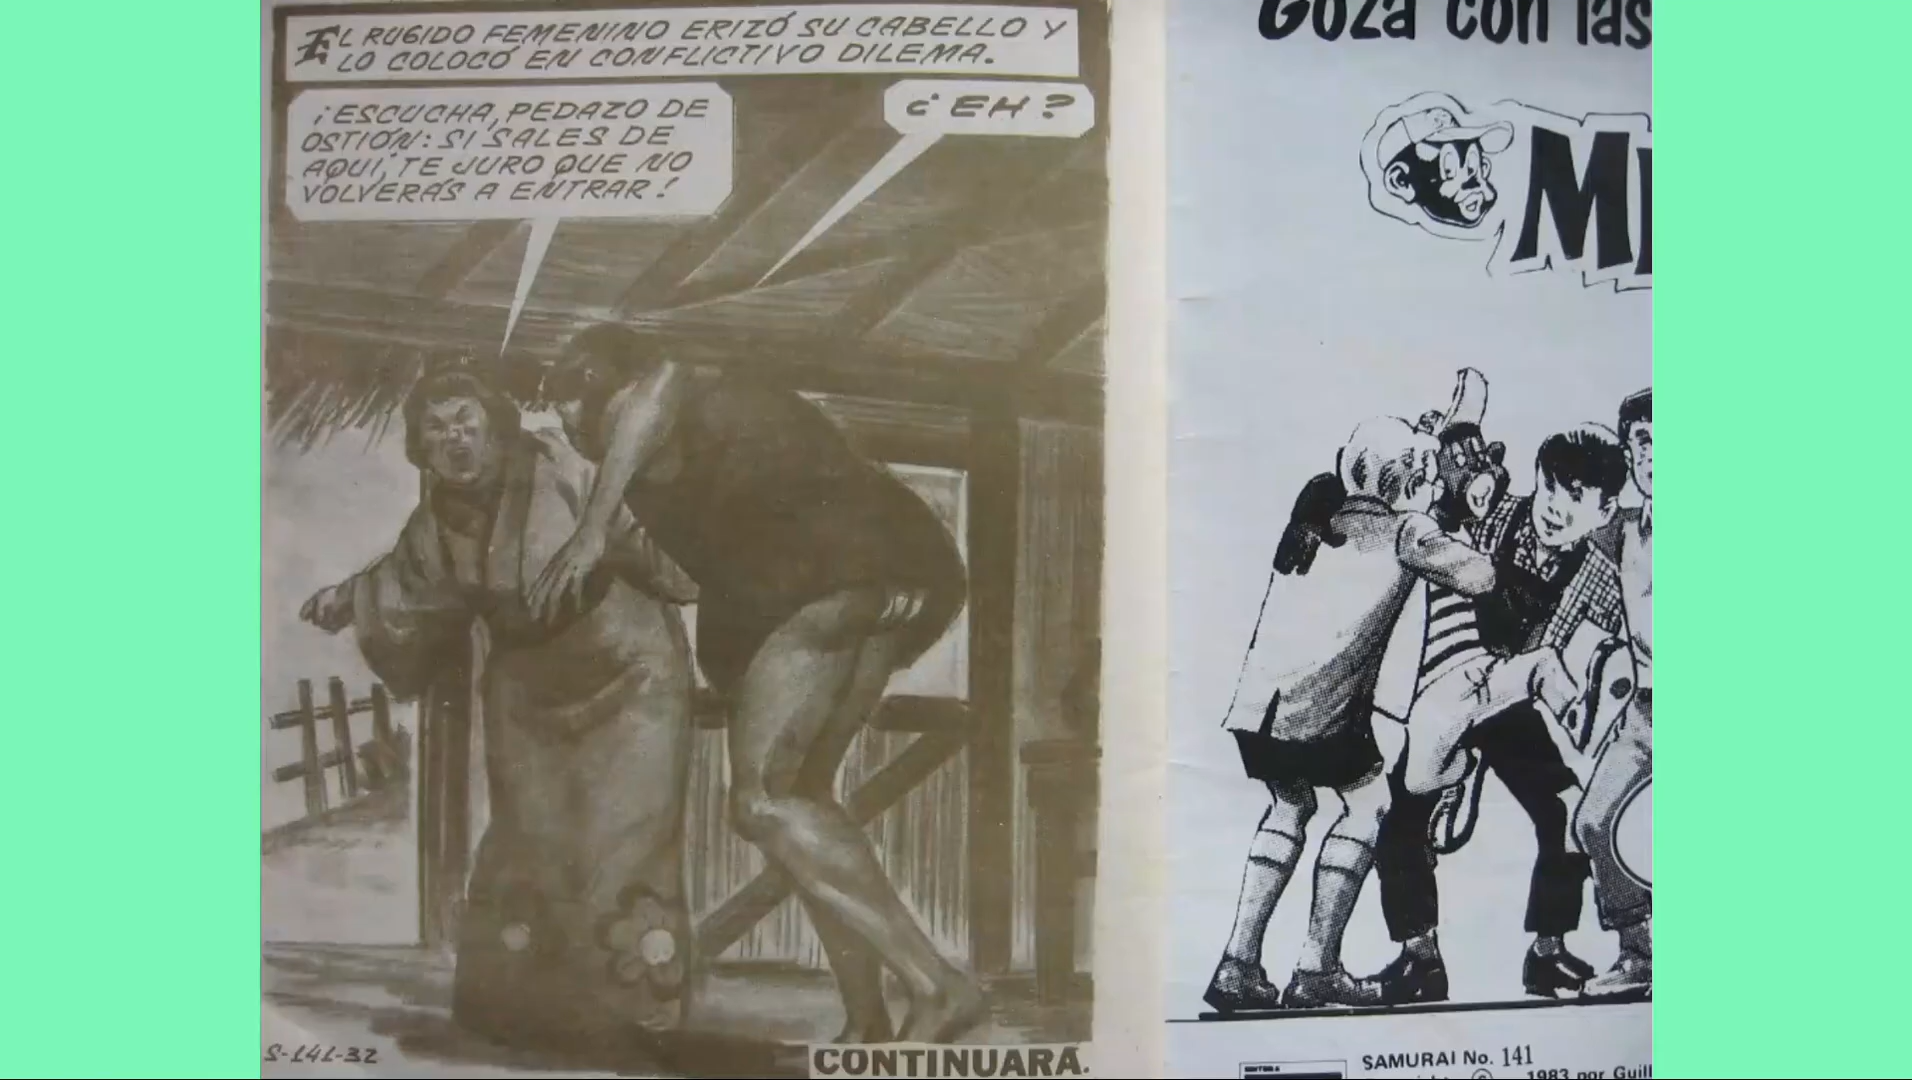 EL RUGIDO FEMENINO ERIZÓ SU CABELLO Y
LO COLOCÓ EN CONFLICTIVO DILEMA.
¡ESCUCHA, PEDAZO DE
OSTIÓN: SI SALES DE
AQUÍ, TE JURO QUE NO
VOLVERÁS A ENTRAR!
¿EH?
S-141-32
CONTINUARÁ.
Goza con las
SAMURAI No. 141
1983 por Guill